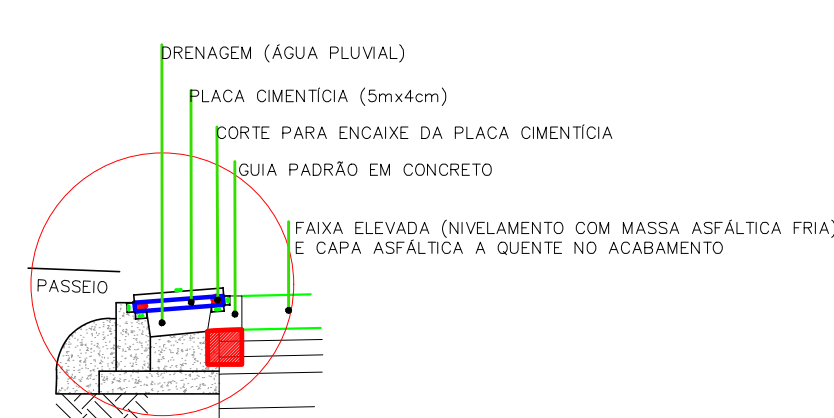 DRENAGEM (ÁGUA PLUVIAL)
PLACA CIMENTÍCIA (5mx4cm)
CORTE PARA ENCAIXE DA PLACA CIMENTÍCIA
GUIA PADRÃO EM CONCRETO
FAIXA ELEVADA (NIVELAMENTO COM MASSA ASFÁLTICA FRIA)
E CAPA ASFÁLTICA A QUENTE NO ACABAMENTO
PASSEIO